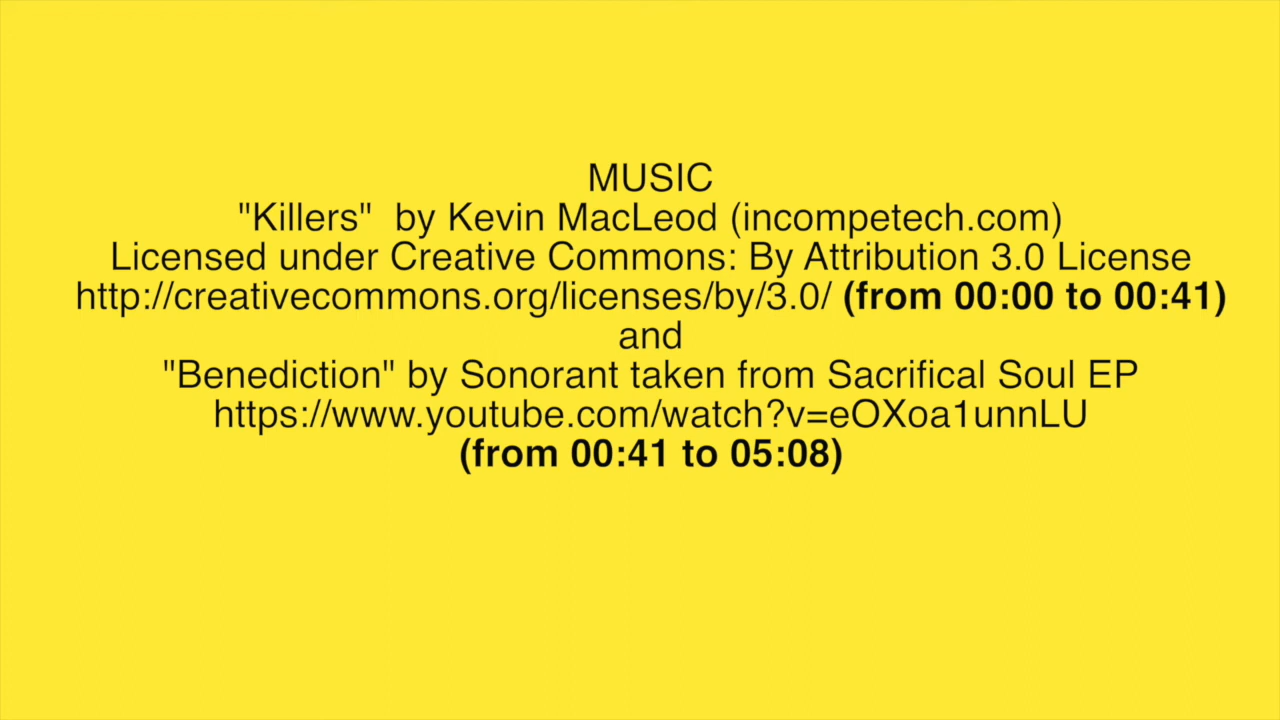 MUSIC
"Killers"  by Kevin MacLeod (incompetech.com)
Licensed under Creative Commons: By Attribution 3.0 License
http://creativecommons.org/licenses/by/3.0/ (from 00:00 to 00:41)
and
"Benediction" by Sonorant taken from Sacrifical Soul EP
https://www.youtube.com/watch?v=eOXoa1unnLU
(from 00:41 to 05:08)